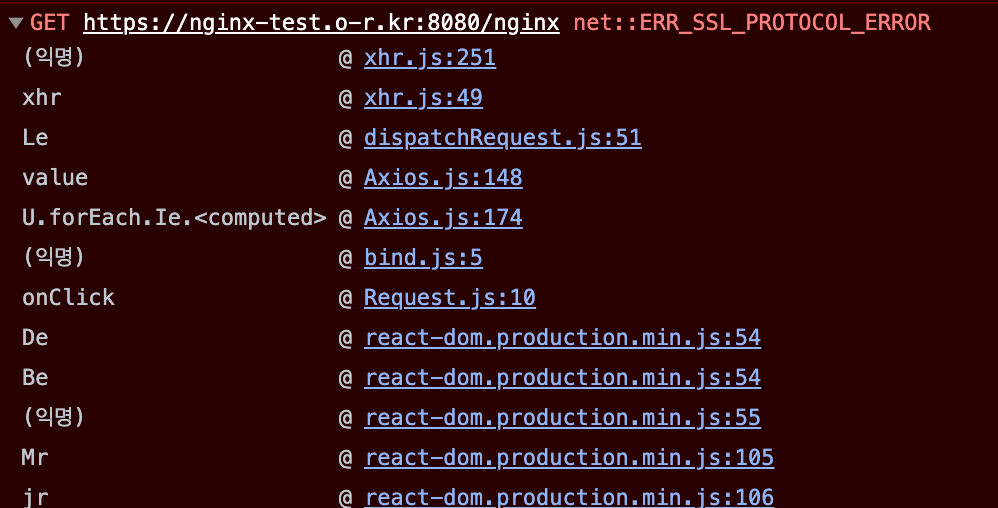 ▼ GET https://nginx-test.o-r.kr:8080/nginx net::ERR_SSL_PROTOCOL_ERROR
(익명) @ xhr.js:251
xhr @ xhr.js:49
Le @ dispatchRequest.js:51
value @ Axios.js:148
U.forEach.Ie.<computed> @ Axios.js:174
(익명) @ bind.js:5
onClick @ Request.js:10
De @ react-dom.production.min.js:54
Be @ react-dom.production.min.js:54
(익명) @ react-dom.production.min.js:55
Mr @ react-dom.production.min.js:105
jr @ react-dom.production.min.js:106